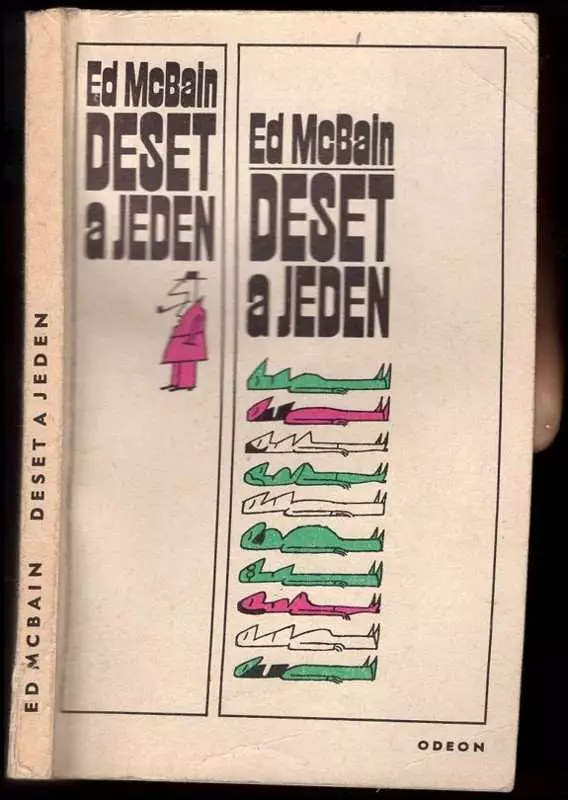 ED MCBAIN DESET A JEDEN
Ed McBain
DESET
a JEDEN
Ed McBain
DESET
a JEDEN
ODEON